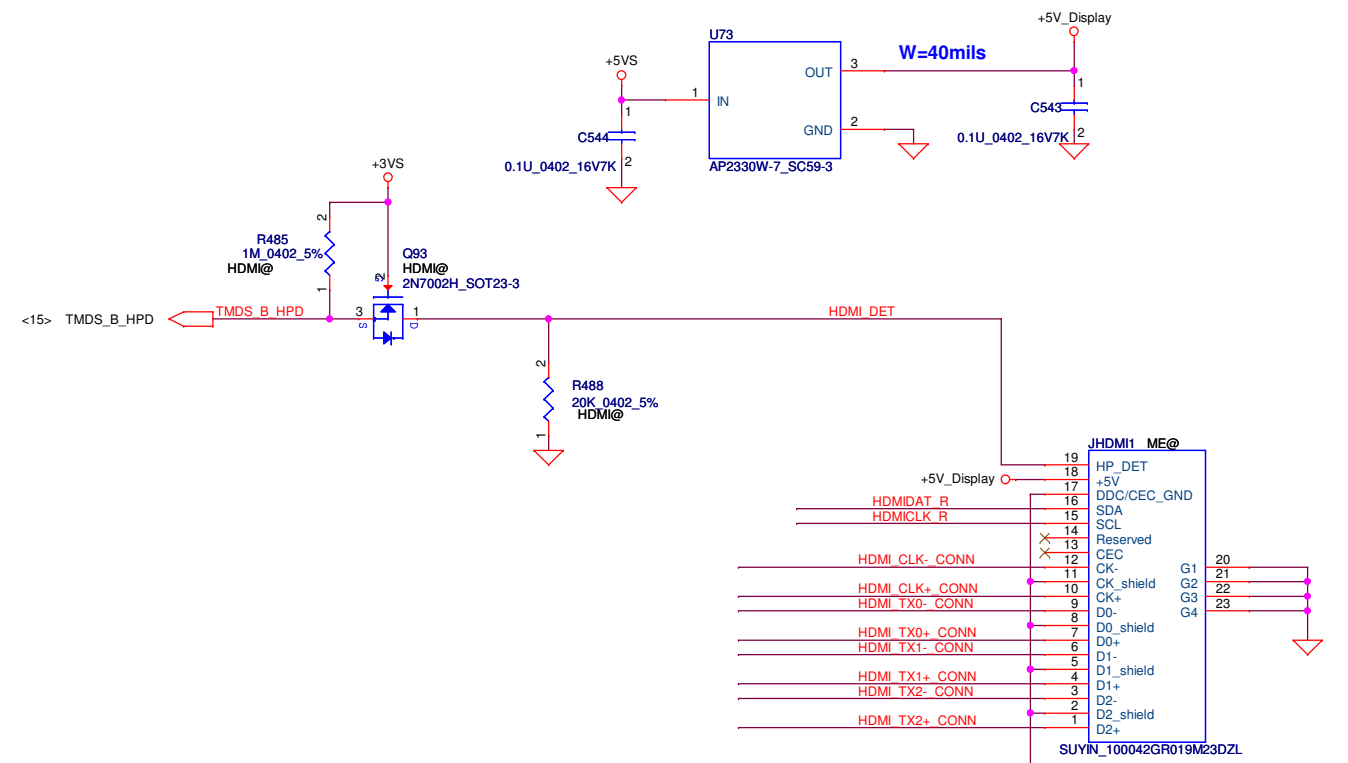 +5V_Display
U73
W=40mils
+5VS
OUT 3
1 IN
1
1
C543
C544
GND 2
0.1U_0402_16V7K 2
0.1U_0402_16V7K 2
AP2330W-7_SC59-3
+3VS
2
R485
1M_0402_5%
HDMI@
Q93
HDMI@
2N7002H_SOT23-3
2
G
1
<15> TMDS_B_HPD
TMDS_B_HPD
3 S
1 D
HDMI_DET
2
R488
20K_0402_5%
HDMI@
1
JHDMI1 ME@
19 HP_DET
+5V_Display 18 +5V
17 DDC/CEC_GND
HDMIDAT_R 16 SDA
HDMICLK_R 15 SCL
14 Reserved
13 CEC
HDMI_CLK-_CONN 12 CK- G1 20
11 CK_shield G2 21
HDMI_CLK+_CONN 10 CK+ G3 22
HDMI_TX0-_CONN 9 D0- G4 23
8 D0_shield
HDMI_TX0+_CONN 7 D0+
HDMI_TX1-_CONN 6 D1-
5 D1_shield
HDMI_TX1+_CONN 4 D1+
HDMI_TX2-_CONN 3 D2-
2 D2_shield
HDMI_TX2+_CONN 1 D2+
SUYIN_100042GR019M23DZL